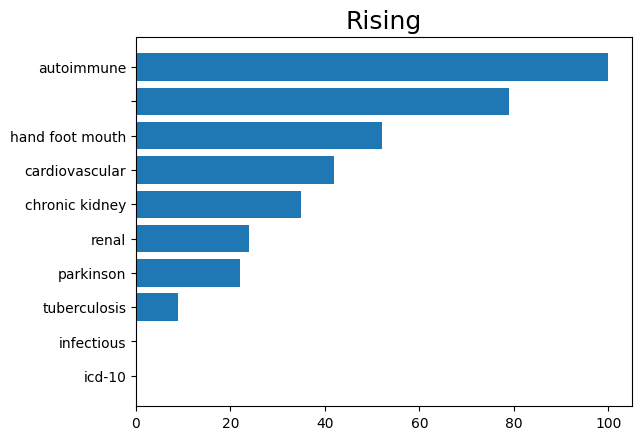 Rising
autoimmune
hand foot mouth
cardiovascular
chronic kidney
renal
parkinson
tuberculosis
infectious
icd-10
0 20 40 60 80 100